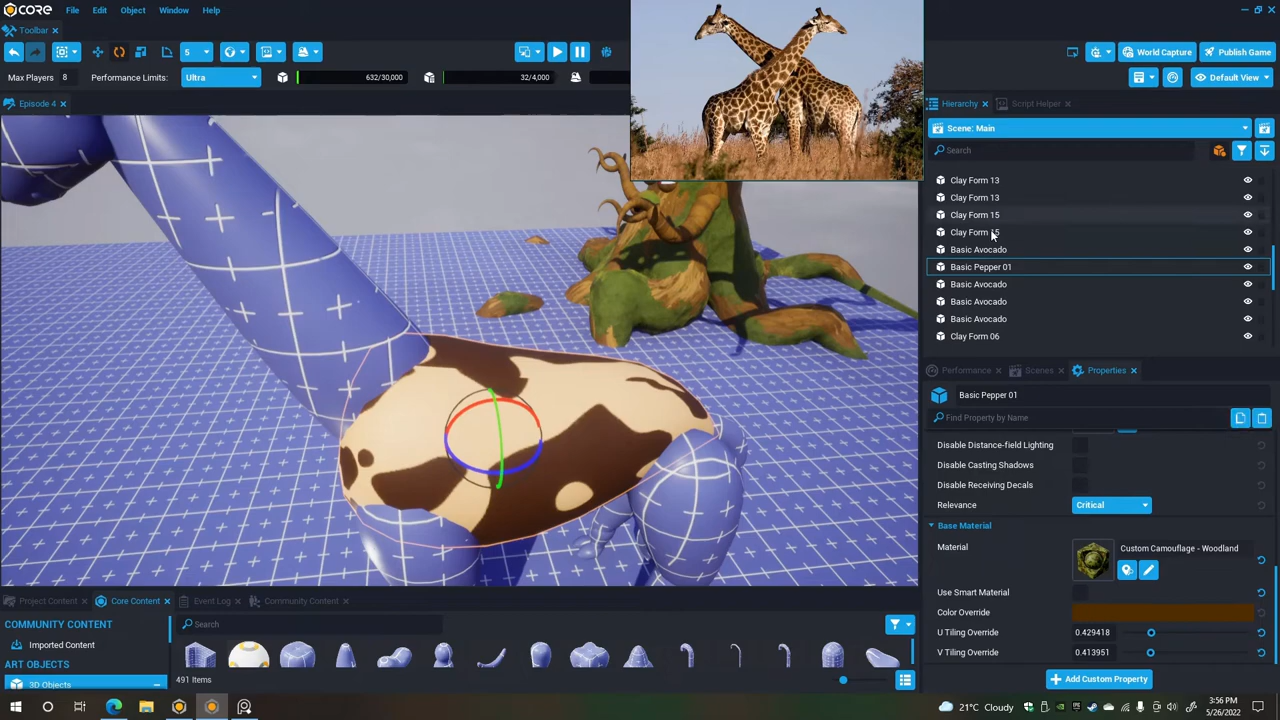 CORE File Edit Object Window Help
Toolbar
5
World Capture Publish Game
Max Players 8 Performance Limits: Ultra 632/30,000 32/4,000
Default View
Episode 4
Hierarchy Script Helper
Scene: Main
Search
Clay Form 13
Clay Form 13
Clay Form 15
Clay Form 15
Basic Avocado
Basic Pepper 01
Basic Avocado
Basic Avocado
Basic Avocado
Clay Form 06
Performance Scenes Properties
Basic Pepper 01
Find Property by Name
Disable Distance-field Lighting
Disable Casting Shadows
Disable Receiving Decals
Relevance Critical
Base Material
Material Custom Camouflage - Woodland
Use Smart Material
Color Override
U Tiling Override 0.429418
V Tiling Override 0.413951
Add Custom Property
Project Content Core Content Event Log Community Content
COMMUNITY CONTENT
Search
Imported Content
ART OBJECTS
3D Objects
491 Items
21°C Cloudy
3:56 PM
5/26/2022